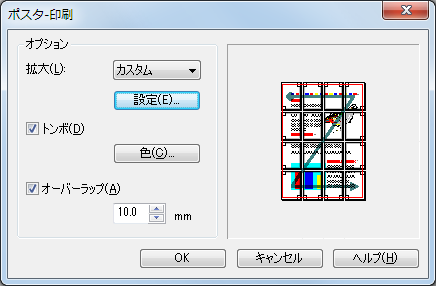 ポスター印刷
オプション
拡大(L): カスタム
設定(E)...
トンボ(D)
色(C)...
オーバーラップ(A)
10.0 mm
OK キャンセル ヘルプ(H)